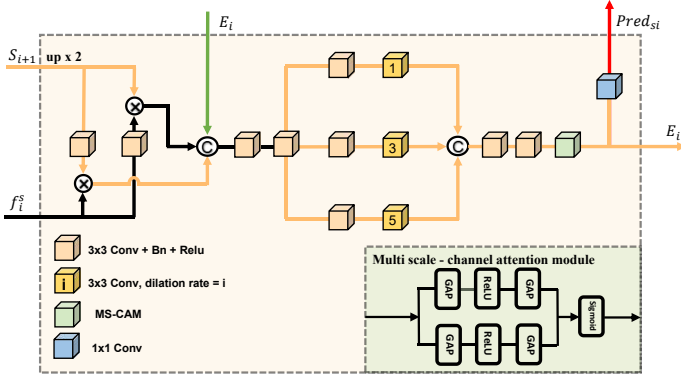 E_i
Pred_si
S_{i+1} up x 2
1
C
3
C
E_i
f_i^s
5
3x3 Conv + Bn + Relu
i 3x3 Conv, dilation rate = i
MS-CAM
1x1 Conv
Multi scale - channel attention module
GAP ReLU GAP
Sigmoid
GAP ReLU GAP